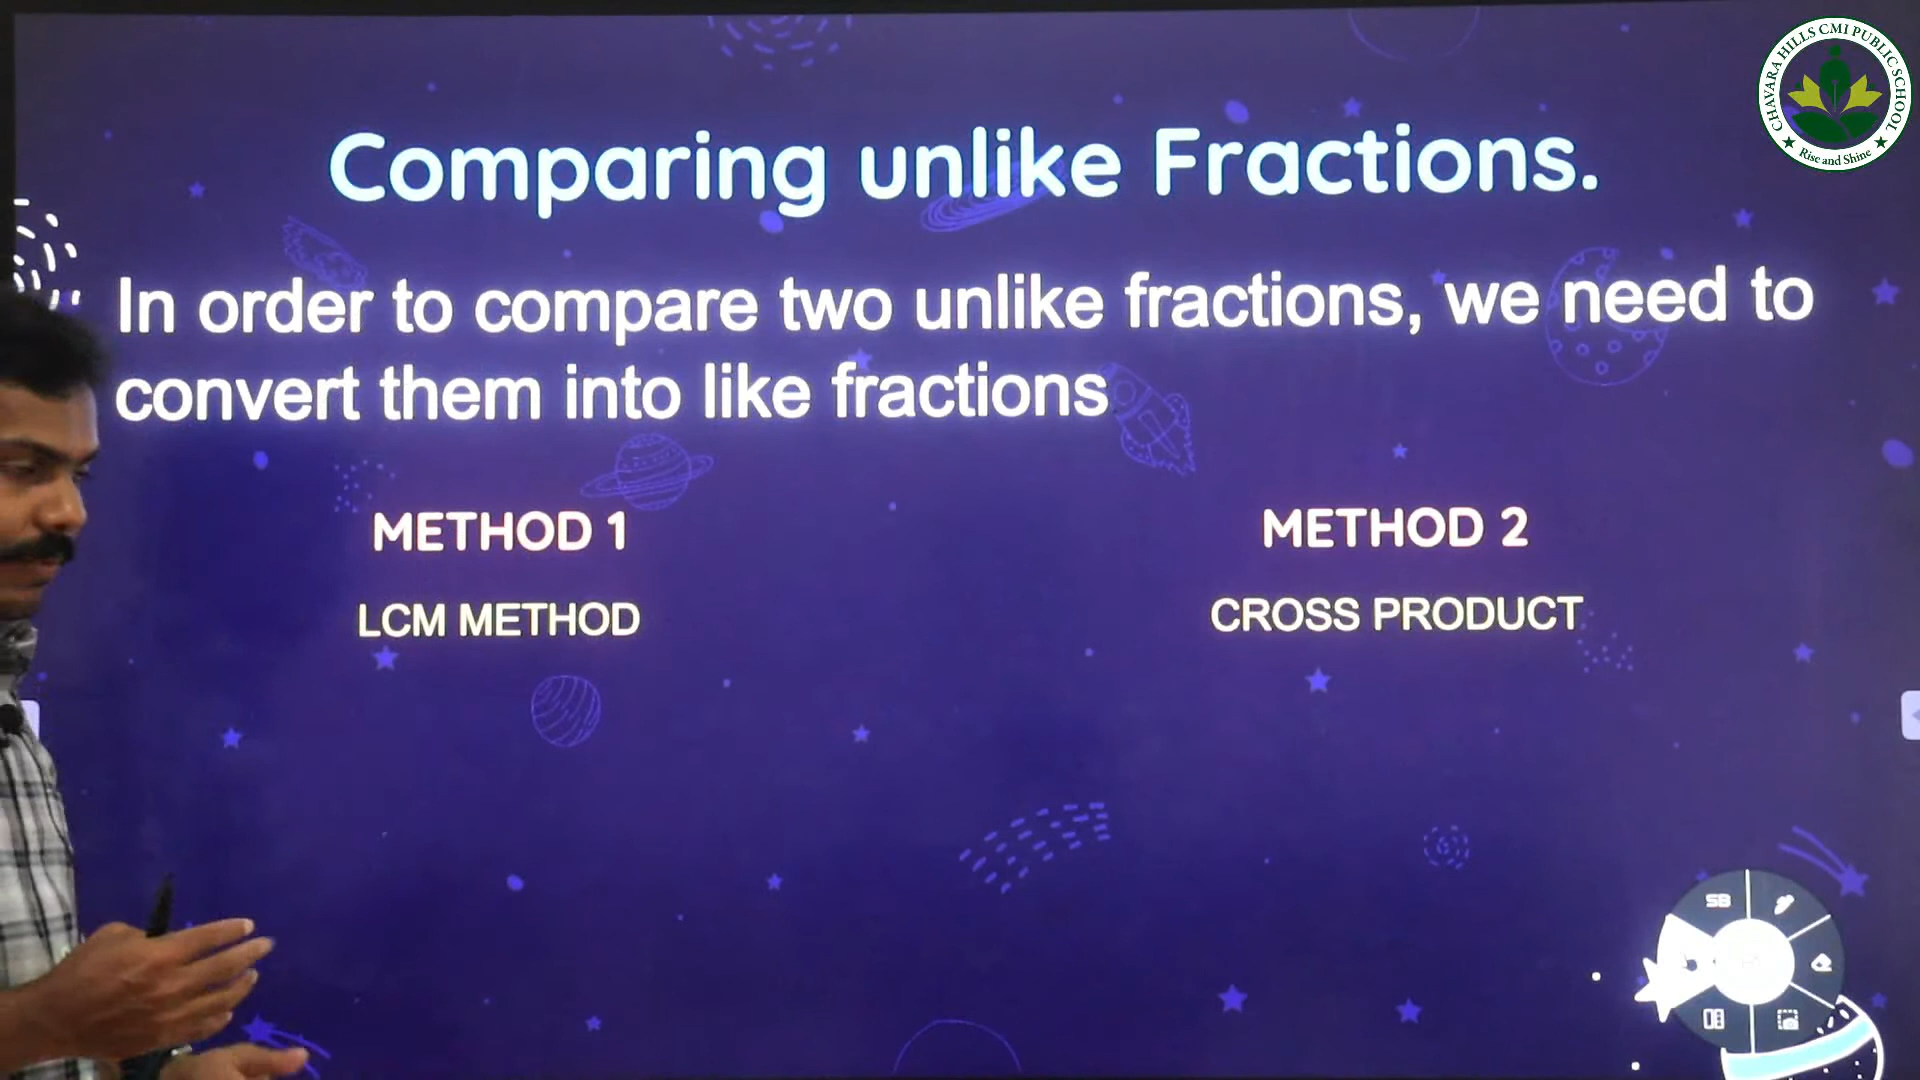 CHAVARA HILLS CMI PUBLIC SCHOOL
Rise and Shine
Comparing unlike Fractions.
In order to compare two unlike fractions, we need to
convert them into like fractions
METHOD 1
METHOD 2
LCM METHOD
CROSS PRODUCT
SB